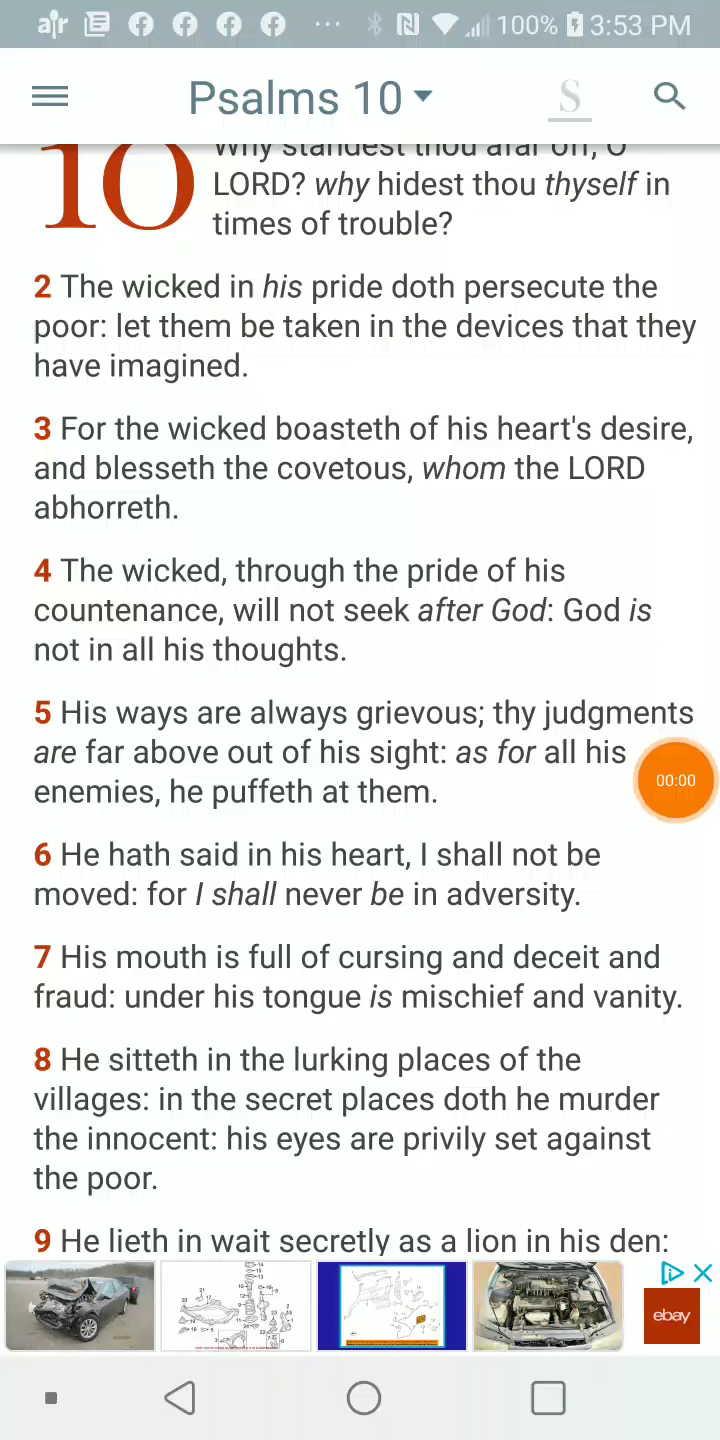 afr 100% 3:53 PM
Psalms 10 S
10 Why standest thou afar off, O
LORD? why hidest thou thyself in
times of trouble?
2 The wicked in his pride doth persecute the
poor: let them be taken in the devices that they
have imagined.
3 For the wicked boasteth of his heart's desire,
and blesseth the covetous, whom the LORD
abhorreth.
4 The wicked, through the pride of his
countenance, will not seek after God: God is
not in all his thoughts.
5 His ways are always grievous; thy judgments
are far above out of his sight: as for all his
enemies, he puffeth at them.
00:00
6 He hath said in his heart, I shall not be
moved: for I shall never be in adversity.
7 His mouth is full of cursing and deceit and
fraud: under his tongue is mischief and vanity.
8 He sitteth in the lurking places of the
villages: in the secret places doth he murder
the innocent: his eyes are privily set against
the poor.
9 He lieth in wait secretly as a lion in his den:
ebay